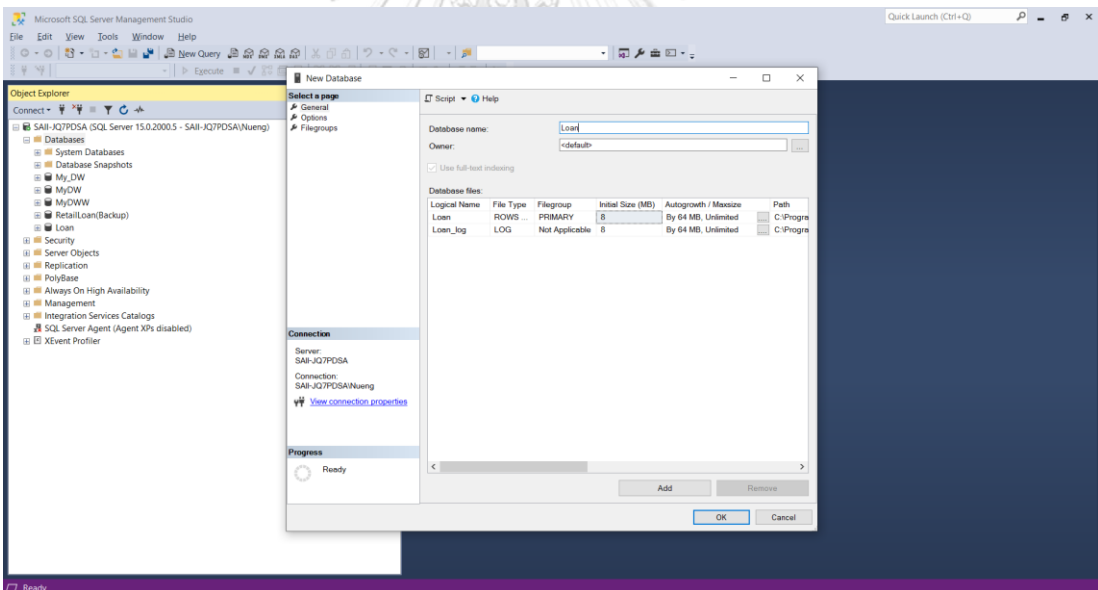 Microsoft SQL Server Management Studio
Quick Launch (Ctrl+Q)
File Edit View Tools Window Help
New Query
Execute
Object Explorer
Connect
SAII-JQ7PDSA (SQL Server 15.0.2000.5 - SAII-JQ7PDSA\Nueng)
Databases
System Databases
Database Snapshots
My_DW
MyDW
MyDWW
RetailLoan(Backup)
Loan
Security
Server Objects
Replication
PolyBase
Always On High Availability
Management
Integration Services Catalogs
SQL Server Agent (Agent XPs disabled)
XEvent Profiler
New Database
Select a page
General
Options
Filegroups
Connection
Server:
SAII-JQ7PDSA
Connection:
SAII-JQ7PDSA\Nueng
View connection properties
Progress
Ready
Script Help
Database name: Loan
Owner: <default> ...
Use full-text indexing
Database files:
Logical Name File Type Filegroup Initial Size (MB) Autogrowth / Maxsize Path
Loan ROWS ... PRIMARY 8 By 64 MB, Unlimited ... C:\Progra
Loan_log LOG Not Applicable 8 By 64 MB, Unlimited ... C:\Progra
Add Remove
OK Cancel
Ready